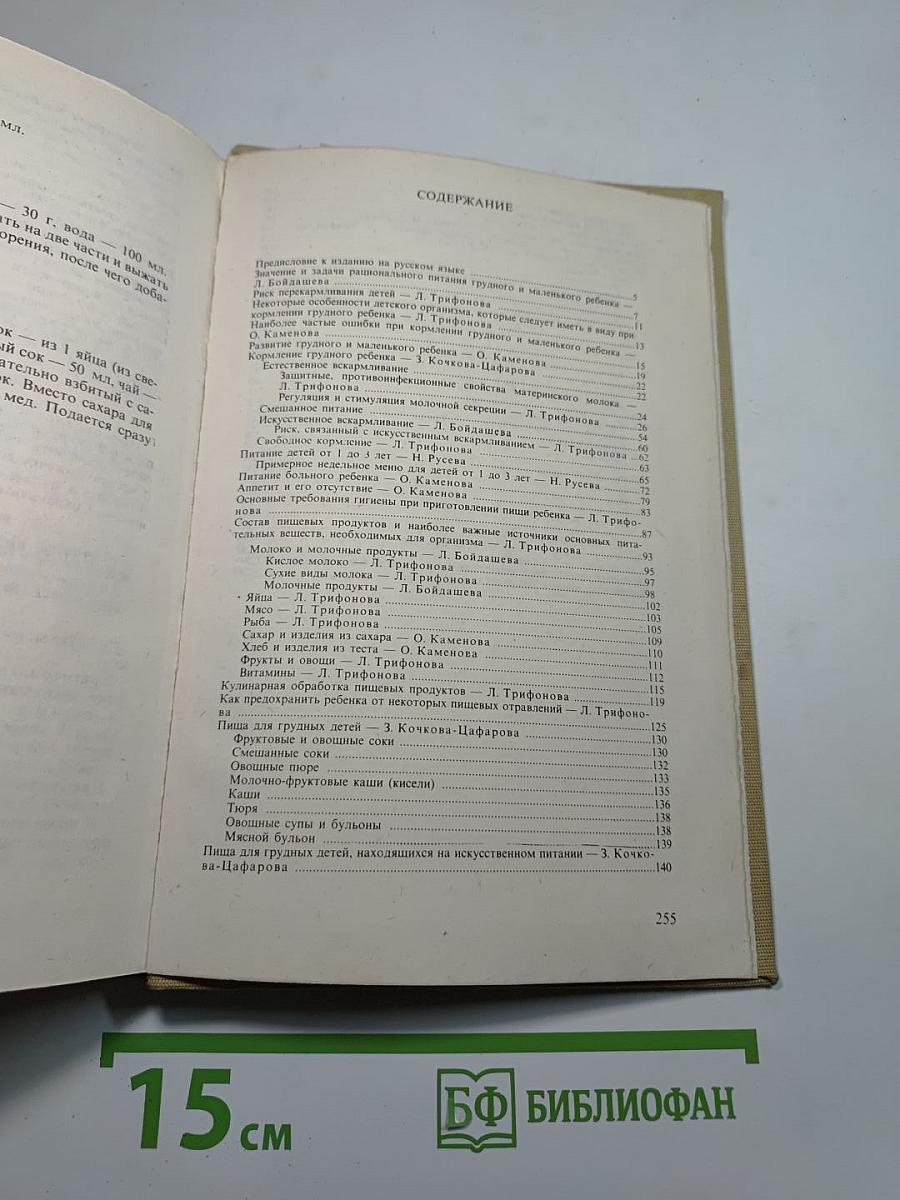 мл.
— 30 г, вода — 100 мл.
ать на две части и выжать
орения, после чего доба-
ок — из 1 яйца (из све-
ый сок — 50 мл, чай —
ательно взбитый с са-
ок. Вместо сахара для
мед. Подается сразу
СОДЕРЖАНИЕ
Предисловие к изданию на русском языке 5
Значение и задачи рационального питания грудного и маленького ребенка —
Л. Бойдашева 7
Риск перекармливания детей — Л. Трифонова 11
Некоторые особенности детского организма, которые следует иметь в виду при
кормлении грудного ребенка — Л. Трифонова 13
Наиболее частые ошибки при кормлении грудного и маленького ребенка —
О. Каменова 15
Развитие грудного и маленького ребенка — О. Каменова 19
Кормление грудного ребенка — З. Кочкова-Цафарова 22
Естественное вскармливание 22
Защитные, противоинфекционные свойства материнского молока —
Л. Трифонова 24
Регуляция и стимуляция молочной секреции — Л. Трифонова 26
Смешанное питание 54
Искусственное вскармливание — Л. Бойдашева 60
Риск, связанный с искусственным вскармливанием — Л. Трифонова 62
Свободное кормление — Л. Трифонова 63
Питание детей от 1 до 3 лет — Н. Русева 65
Примерное недельное меню для детей от 1 до 3 лет — Н. Русева 72
Питание больного ребенка — О. Каменова 79
Аппетит и его отсутствие — О. Каменова 83
Основные требования гигиены при приготовлении пищи ребенка — Л. Трифо-
нова 87
Состав пищевых продуктов и наиболее важные источники основных пита-
тельных веществ, необходимых для организма — Л. Трифонова 93
Молоко и молочные продукты — Л. Бойдашева 95
Кислое молоко — Л. Трифонова 97
Сухие виды молока — Л. Трифонова 98
Молочные продукты — Л. Бойдашева 102
Яйца — Л. Трифонова 103
Мясо — Л. Трифонова 105
Рыба — Л. Трифонова 109
Сахар и изделия из сахара — О. Каменова 110
Хлеб и изделия из теста — О. Каменова 111
Фрукты и овощи — Л. Трифонова 112
Витамины — Л. Трифонова 115
Кулинарная обработка пищевых продуктов — Л. Трифонова 119
Как предохранить ребенка от некоторых пищевых отравлений — Л. Трифоно-
ва 125
Пища для грудных детей — З. Кочкова-Цафарова 130
Фруктовые и овощные соки 130
Смешанные соки 132
Овощные пюре 133
Молочно-фруктовые каши (кисели) 135
Каши 136
Тюря 138
Овощные супы и бульоны 138
Мясной бульон 139
Пища для грудных детей, находящихся на искусственном питании — З. Кочко-
ва-Цафарова 140
255
15 см
БФ БИБЛИОФАН